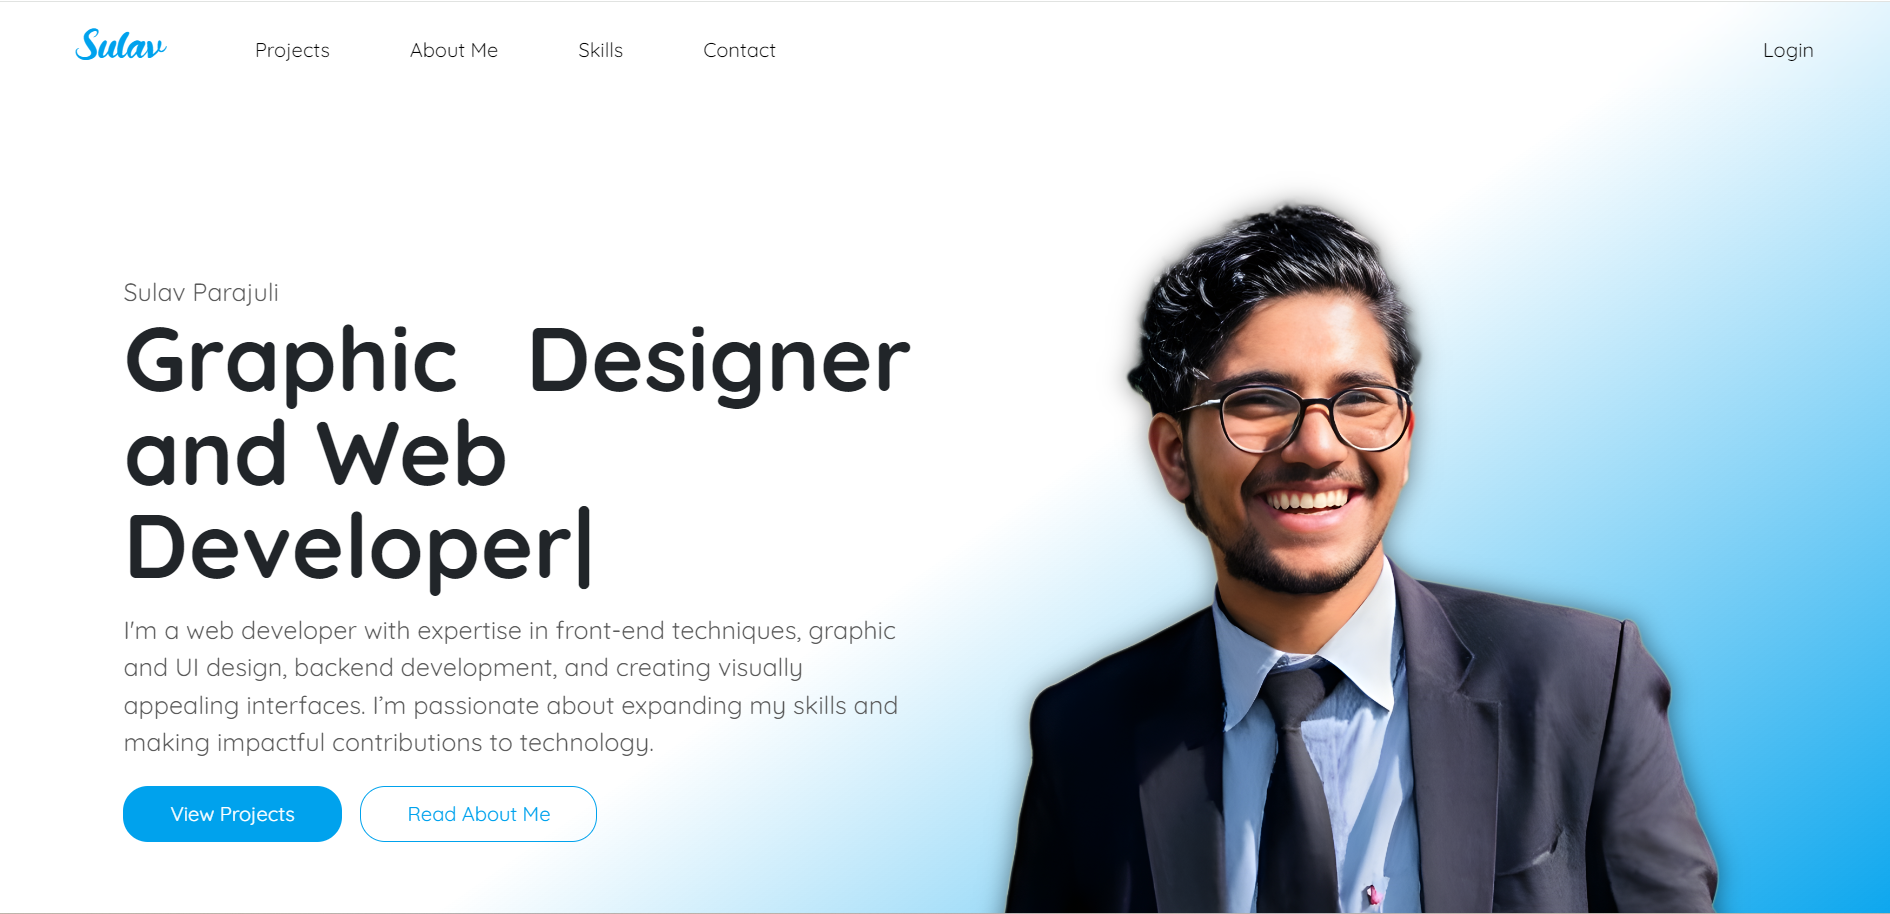 Sulav
Projects
About Me
Skills
Contact
Login
Sulav Parajuli
Graphic Designer
and Web
Developer|
I'm a web developer with expertise in front-end techniques, graphic
and UI design, backend development, and creating visually
appealing interfaces. I’m passionate about expanding my skills and
making impactful contributions to technology.
View Projects
Read About Me